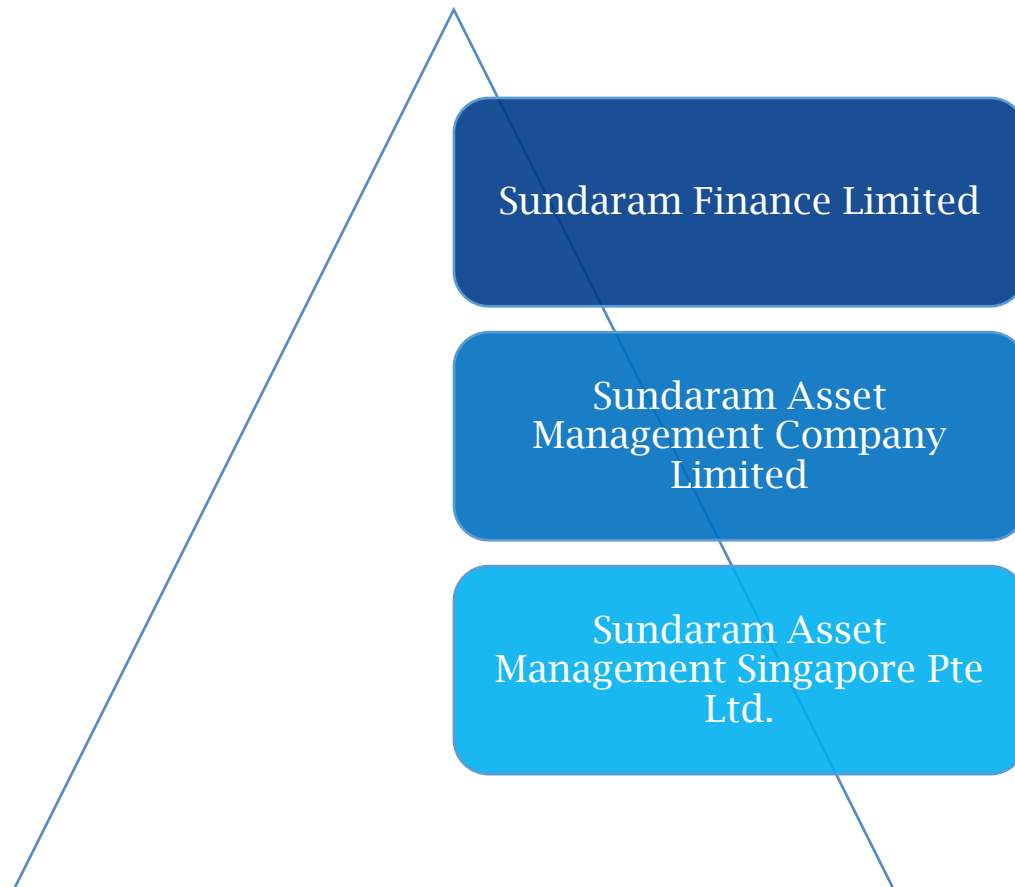 Sundaram Finance Limited
Sundaram Asset
Management Company
Limited
Sundaram Asset
Management Singapore Pte
Ltd.